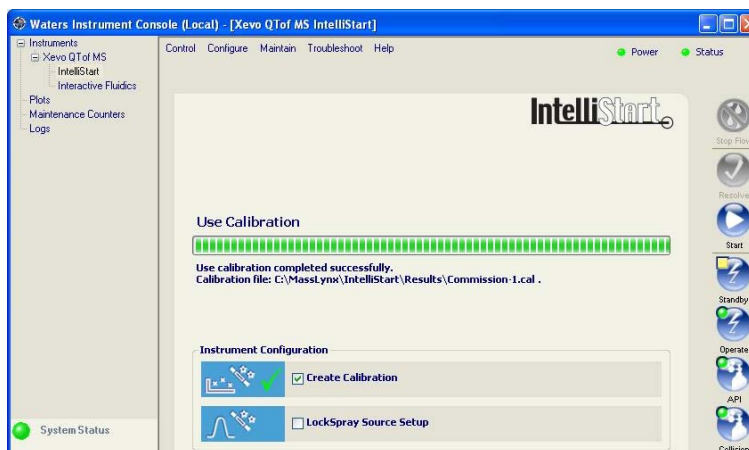 Waters Instrument Console (Local) - [Xevo QTof MS IntelliStart]
Instruments
Xevo QTof MS
IntelliStart
Interactive Fluidics
Plots
Maintenance Counters
Logs
Control Configure Maintain Troubleshoot Help
Power Status
IntelliStart
Stop Flow
Resolve
Start
Standby
Operate
API
Collision
Use Calibration
Use calibration completed successfully.
Calibration file: C:\MassLynx\IntelliStart\Results\Commission-1.cal .
Instrument Configuration
Create Calibration
LockSpray Source Setup
System Status